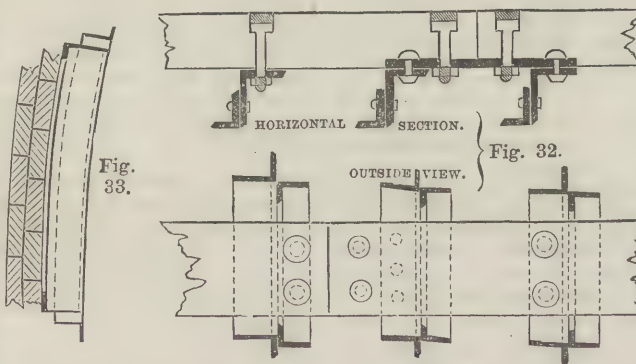 HORIZONTAL SECTION.
Fig. 32.
OUTSIDE VIEW.
Fig.
33.